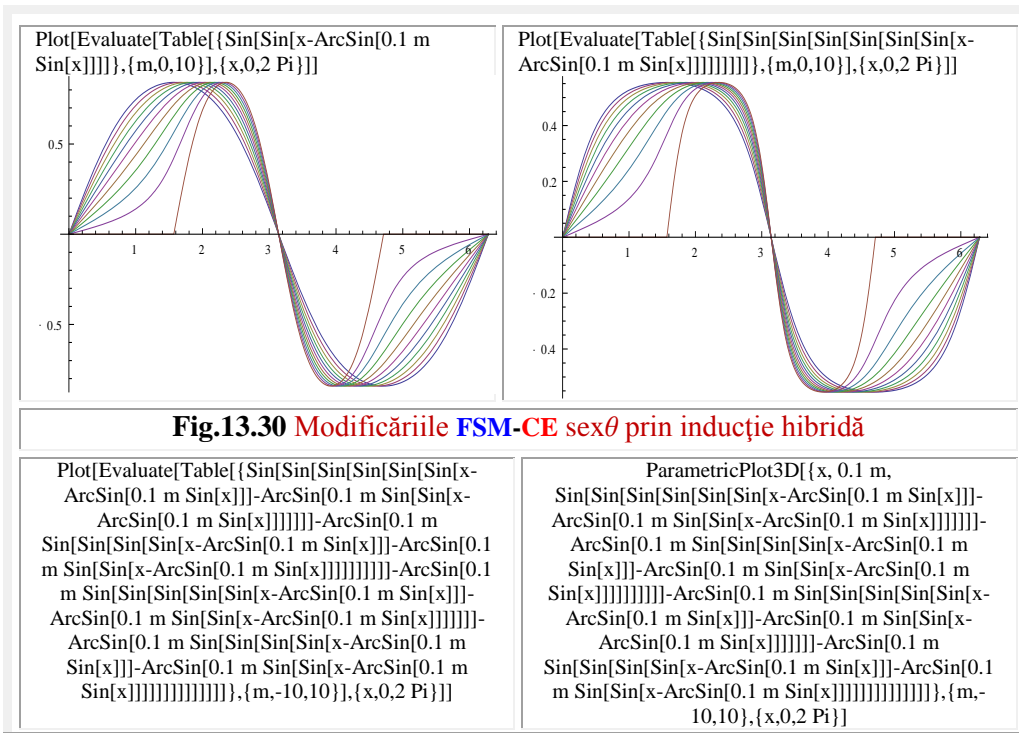 Plot[Evaluate[Table[{Sin[Sin[x-ArcSin[0.1 m
Sin[x]]]]},{m,0,10}],{x,0,2 Pi}]]
0.5
1
2
3
4
5
6
- 0.5
Plot[Evaluate[Table[{Sin[Sin[Sin[Sin[Sin[Sin[Sin[x-
ArcSin[0.1 m Sin[x]]]]]]]]]},{m,0,10}],{x,0,2 Pi}]]
0.4
0.2
1
2
3
4
5
6
- 0.2
- 0.4
Fig.13.30 Modificăriile FSM-CE sexθ prin inducție hibridă
Plot[Evaluate[Table[{Sin[Sin[Sin[Sin[Sin[Sin[x-
ArcSin[0.1 m Sin[x]]]-ArcSin[0.1 m Sin[Sin[x-
ArcSin[0.1 m Sin[x]]]]]]]-ArcSin[0.1 m
Sin[Sin[Sin[Sin[x-ArcSin[0.1 m Sin[x]]]-ArcSin[0.1
m Sin[Sin[x-ArcSin[0.1 m Sin[x]]]]]]]]]]-ArcSin[0.1
m Sin[Sin[Sin[Sin[Sin[x-ArcSin[0.1 m Sin[x]]]-
ArcSin[0.1 m Sin[Sin[x-ArcSin[0.1 m Sin[x]]]]]]]-
ArcSin[0.1 m Sin[Sin[Sin[Sin[x-ArcSin[0.1 m
Sin[x]]]-ArcSin[0.1 m Sin[Sin[x-ArcSin[0.1 m
Sin[x]]]]]]]]]]]]]]]},{m,-10,10}],{x,0,2 Pi}]]
ParametricPlot3D[{x, 0.1 m,
Sin[Sin[Sin[Sin[Sin[Sin[x-ArcSin[0.1 m Sin[x]]]-
ArcSin[0.1 m Sin[Sin[x-ArcSin[0.1 m Sin[x]]]]]]]-
ArcSin[0.1 m Sin[Sin[Sin[Sin[x-ArcSin[0.1 m
Sin[x]]]-ArcSin[0.1 m Sin[Sin[x-ArcSin[0.1 m
Sin[x]]]]]]]]]]-ArcSin[0.1 m Sin[Sin[Sin[Sin[Sin[x-
ArcSin[0.1 m Sin[x]]]-ArcSin[0.1 m Sin[Sin[x-
ArcSin[0.1 m Sin[x]]]]]]]-ArcSin[0.1 m
Sin[Sin[Sin[Sin[x-ArcSin[0.1 m Sin[x]]]-ArcSin[0.1
m Sin[Sin[x-ArcSin[0.1 m Sin[x]]]]]]]]]]]]]]]},{m,-
10,10},{x,0,2 Pi}]